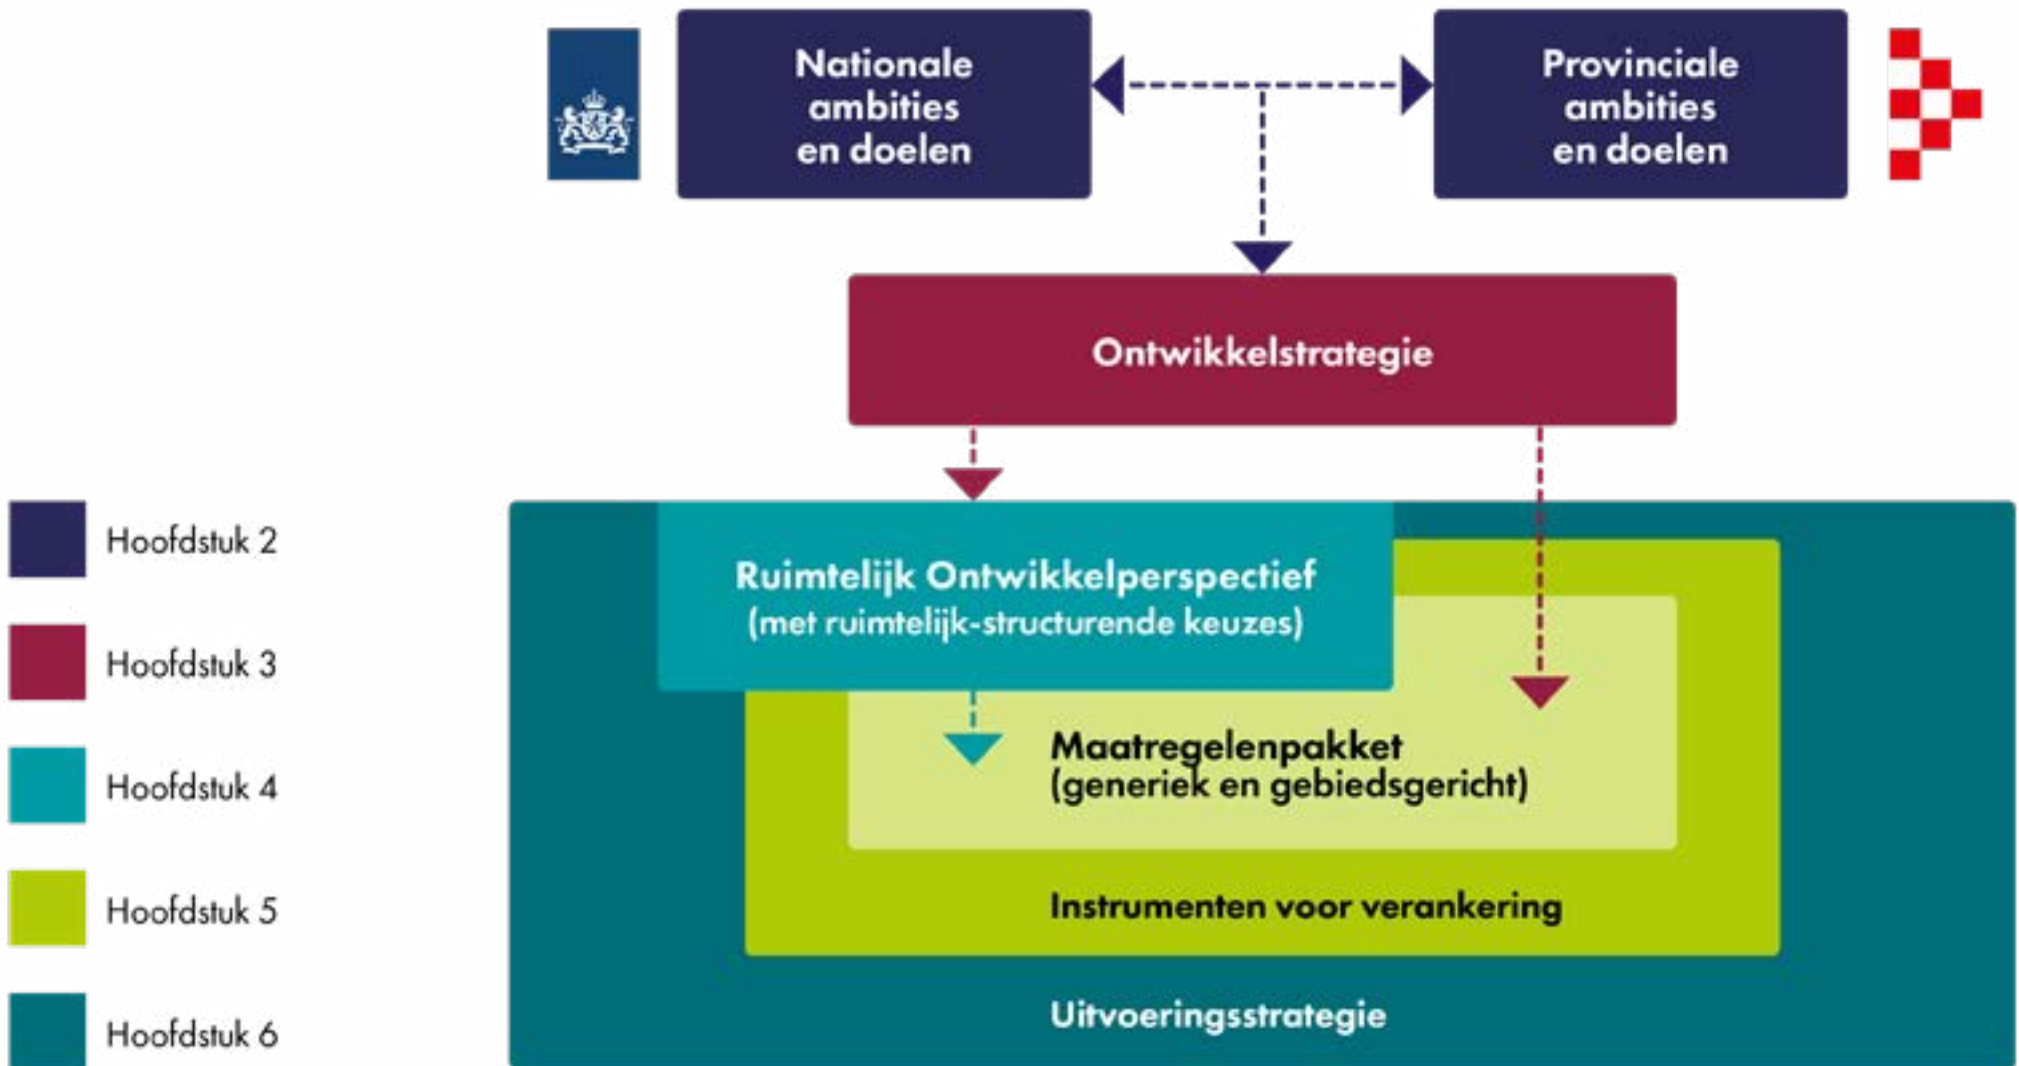 Nationale
ambities
en doelen
Provinciale
ambities
en doelen
Ontwikkelstrategie
Hoofdstuk 2
Hoofdstuk 3
Hoofdstuk 4
Hoofdstuk 5
Hoofdstuk 6
Ruimtelijk Ontwikkelperspectief
(met ruimtelijk-structurende keuzes)
Maatregelenpakket
(generiek en gebiedsgericht)
Instrumenten voor verankering
Uitvoeringsstrategie